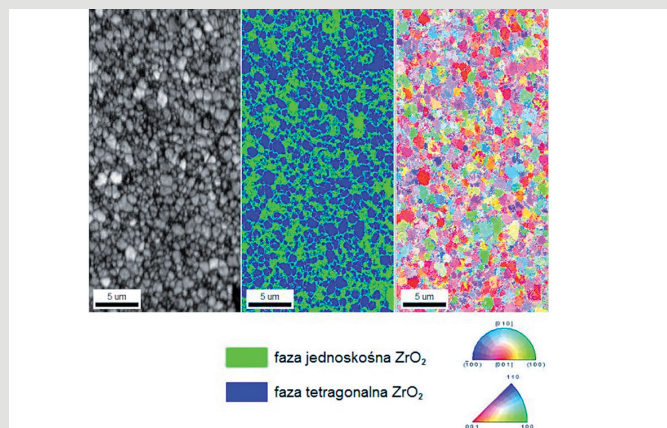 5 um
5 um
5 um
faza jednoskośna ZrO₂
faza tetragonalna ZrO₂
[010]
(100) [001] (100)
110
001 100